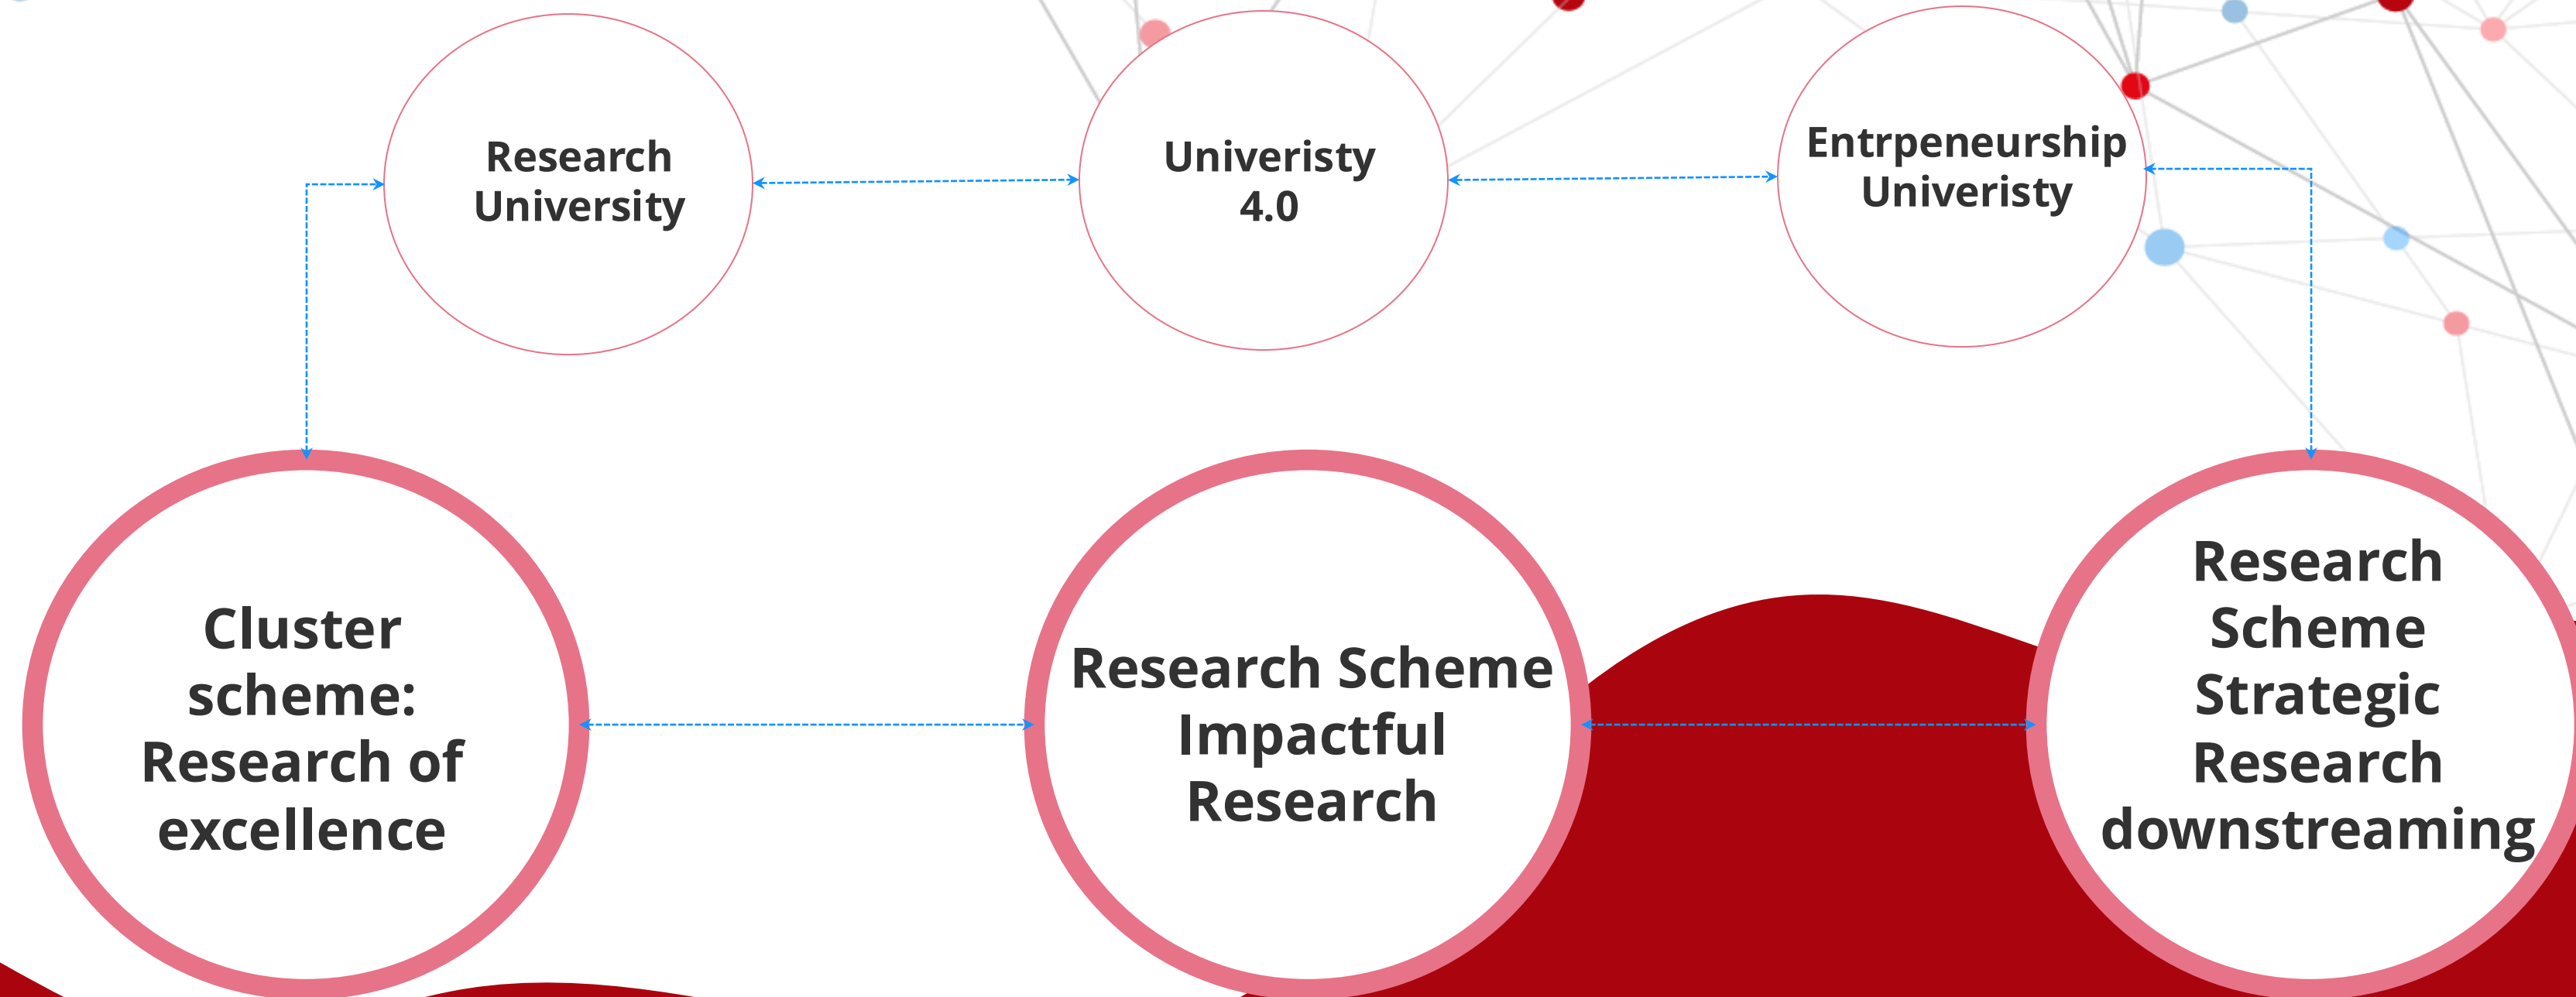 Research
University
Univeristy
4.0
Entrpeneurship
Univeristy
Cluster
scheme:
Research of
excellence
Research Scheme
Impactful
Research
Research
Scheme
Strategic
Research
downstreaming